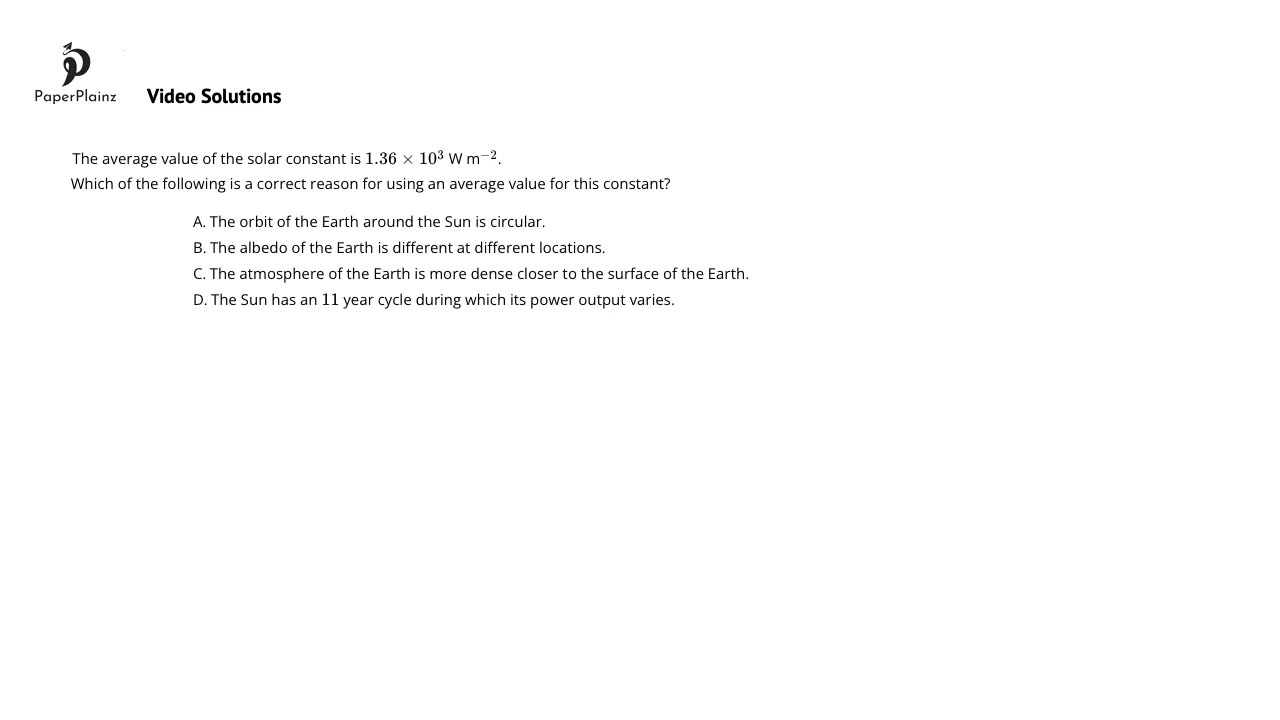 PaperPlainz
Video Solutions
The average value of the solar constant is 1.36 × 10³ W m⁻².
Which of the following is a correct reason for using an average value for this constant?
A. The orbit of the Earth around the Sun is circular.
B. The albedo of the Earth is different at different locations.
C. The atmosphere of the Earth is more dense closer to the surface of the Earth.
D. The Sun has an 11 year cycle during which its power output varies.